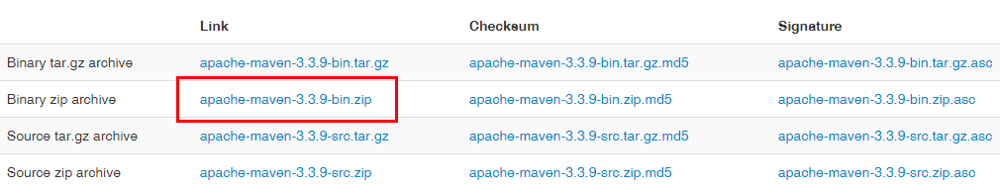 Link Checksum Signature
Binary tar.gz archive apache-maven-3.3.9-bin.tar.gz apache-maven-3.3.9-bin.tar.gz.md5 apache-maven-3.3.9-bin.tar.gz.asc
Binary zip archive apache-maven-3.3.9-bin.zip apache-maven-3.3.9-bin.zip.md5 apache-maven-3.3.9-bin.zip.asc
Source tar.gz archive apache-maven-3.3.9-src.tar.gz apache-maven-3.3.9-src.tar.gz.md5 apache-maven-3.3.9-src.tar.gz.asc
Source zip archive apache-maven-3.3.9-src.zip apache-maven-3.3.9-src.zip.md5 apache-maven-3.3.9-src.zip.asc